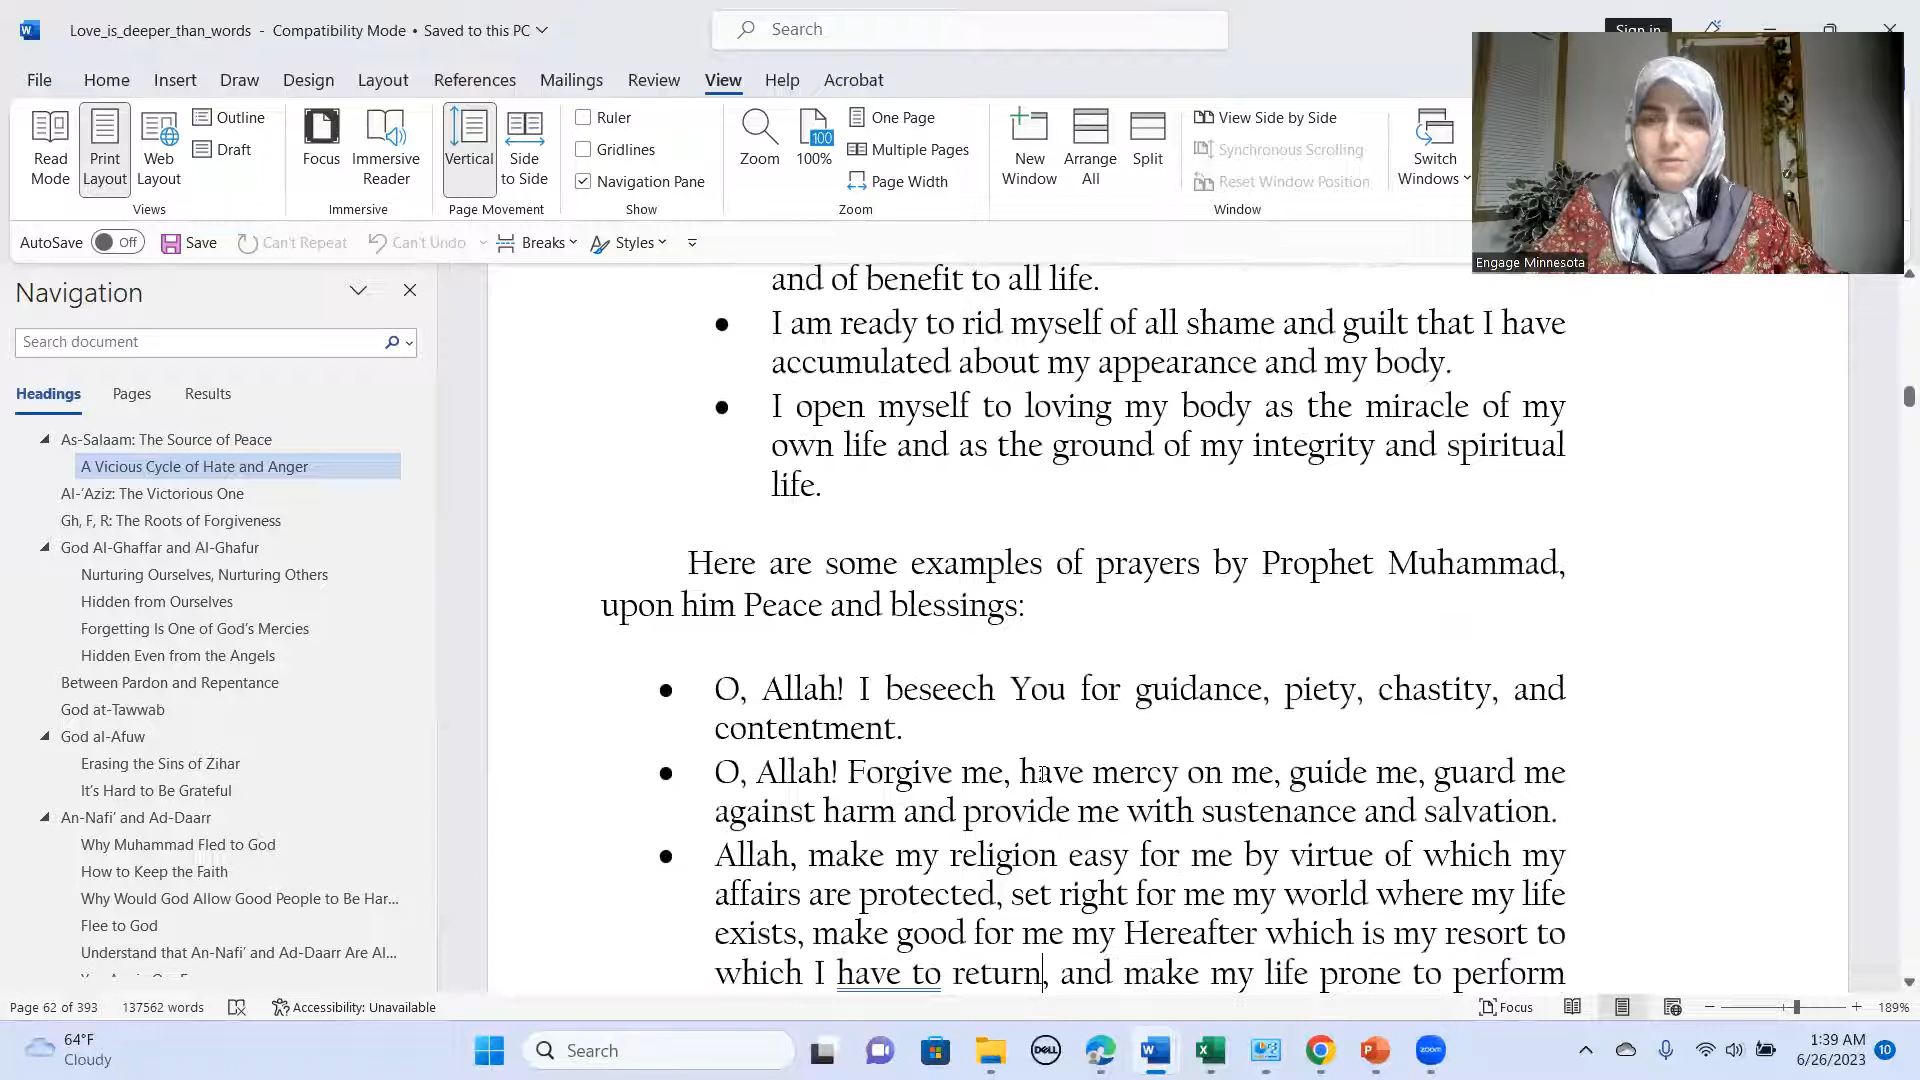 Love_is_deeper_than_words - Compatibility Mode • Saved to this PC
Search
Sign in
File Home Insert Draw Design Layout References Mailings Review View Help Acrobat
Read Mode
Print Layout
Web Layout
Outline
Draft
Views
Focus
Immersive Reader
Immersive
Vertical
Side to Side
Page Movement
Ruler
Gridlines
Navigation Pane
Show
Zoom
100
100%
One Page
Multiple Pages
Page Width
Zoom
New Window
Arrange All
Split
View Side by Side
Synchronous Scrolling
Reset Window Position
Window
Switch Windows
Engage Minnesota
AutoSave Off Save Can't Repeat Can't Undo Breaks Styles
Navigation
Search document
Headings Pages Results
As-Salaam: The Source of Peace
A Vicious Cycle of Hate and Anger
Al-‘Aziz: The Victorious One
Gh, F, R: The Roots of Forgiveness
God Al-Ghaffar and Al-Ghafur
Nurturing Ourselves, Nurturing Others
Hidden from Ourselves
Forgetting Is One of God’s Mercies
Hidden Even from the Angels
Between Pardon and Repentance
God at-Tawwab
God al-Afuw
Erasing the Sins of Zihar
It’s Hard to Be Grateful
An-Nafi’ and Ad-Daarr
Why Muhammad Fled to God
How to Keep the Faith
Why Would God Allow Good People to Be Har...
Flee to God
Understand that An-Nafi’ and Ad-Daarr Are Al...
and of benefit to all life.
• I am ready to rid myself of all shame and guilt that I have
accumulated about my appearance and my body.
• I open myself to loving my body as the miracle of my
own life and as the ground of my integrity and spiritual
life.
Here are some examples of prayers by Prophet Muhammad,
upon him Peace and blessings:
• O, Allah! I beseech You for guidance, piety, chastity, and
contentment.
• O, Allah! Forgive me, have mercy on me, guide me, guard me
against harm and provide me with sustenance and salvation.
• Allah, make my religion easy for me by virtue of which my
affairs are protected, set right for me my world where my life
exists, make good for me my Hereafter which is my resort to
which I have to return, and make my life prone to perform
Page 62 of 393 137562 words Accessibility: Unavailable Focus 189%
64°F
Cloudy
Search
DELL
zoom
1:39 AM
6/26/2023
10